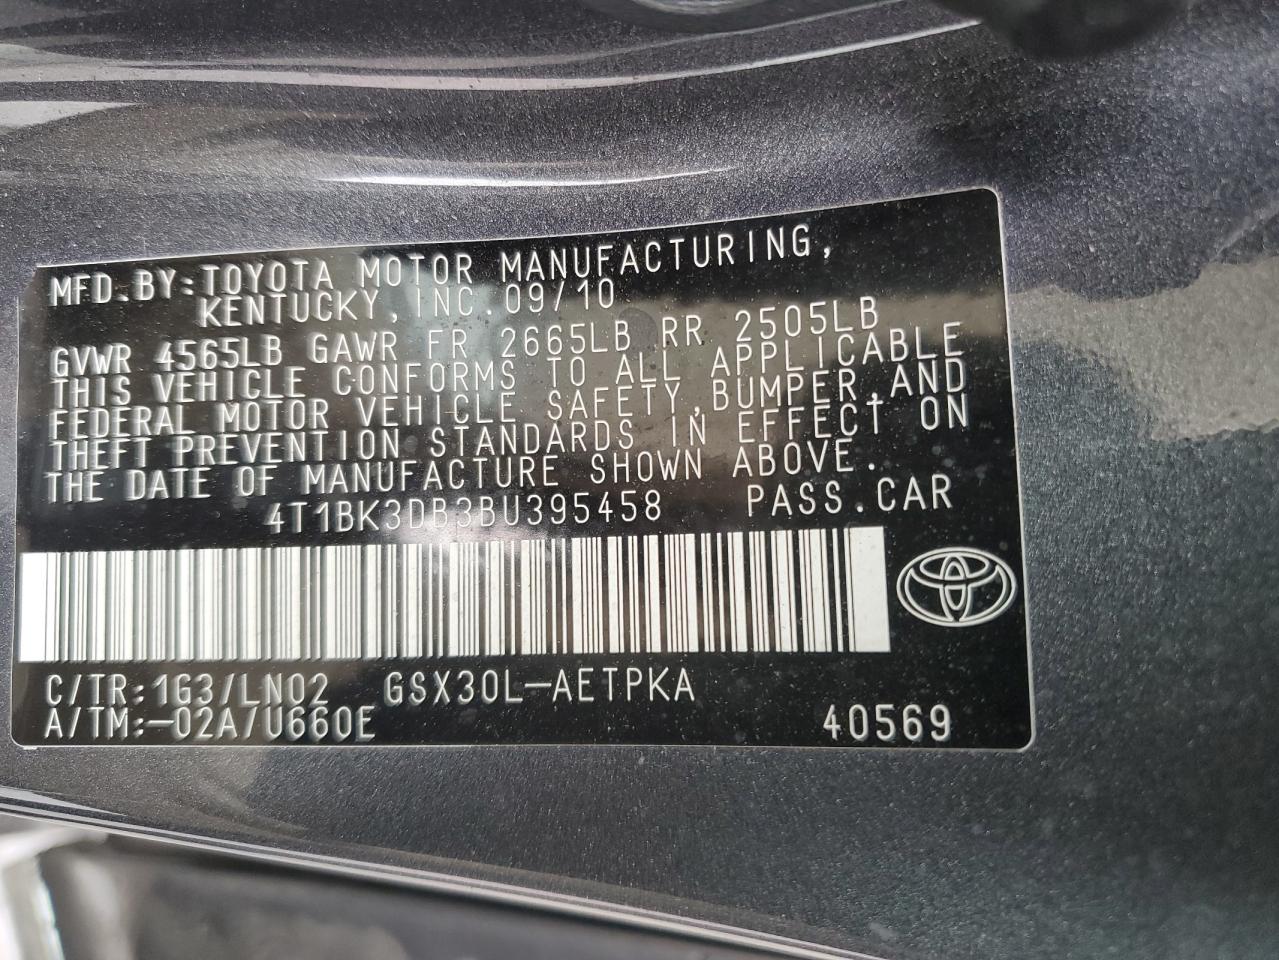 MFD.BY:TOYOTA MOTOR MANUFACTURING,
KENTUCKY,INC. 09/10
GVWR 4565LB GAWR FR 2665LB RR 2505LB
THIS VEHICLE CONFORMS TO ALL APPLICABLE
FEDERAL MOTOR VEHICLE SAFETY,BUMPER,AND
THEFT PREVENTION STANDARDS IN EFFECT ON
THE DATE OF MANUFACTURE SHOWN ABOVE.
4T1BK3DB3BU395458 PASS.CAR
C/TR:1G3/LN02 GSX30L-AETPKA
A/TM:-02A/U660E 40569